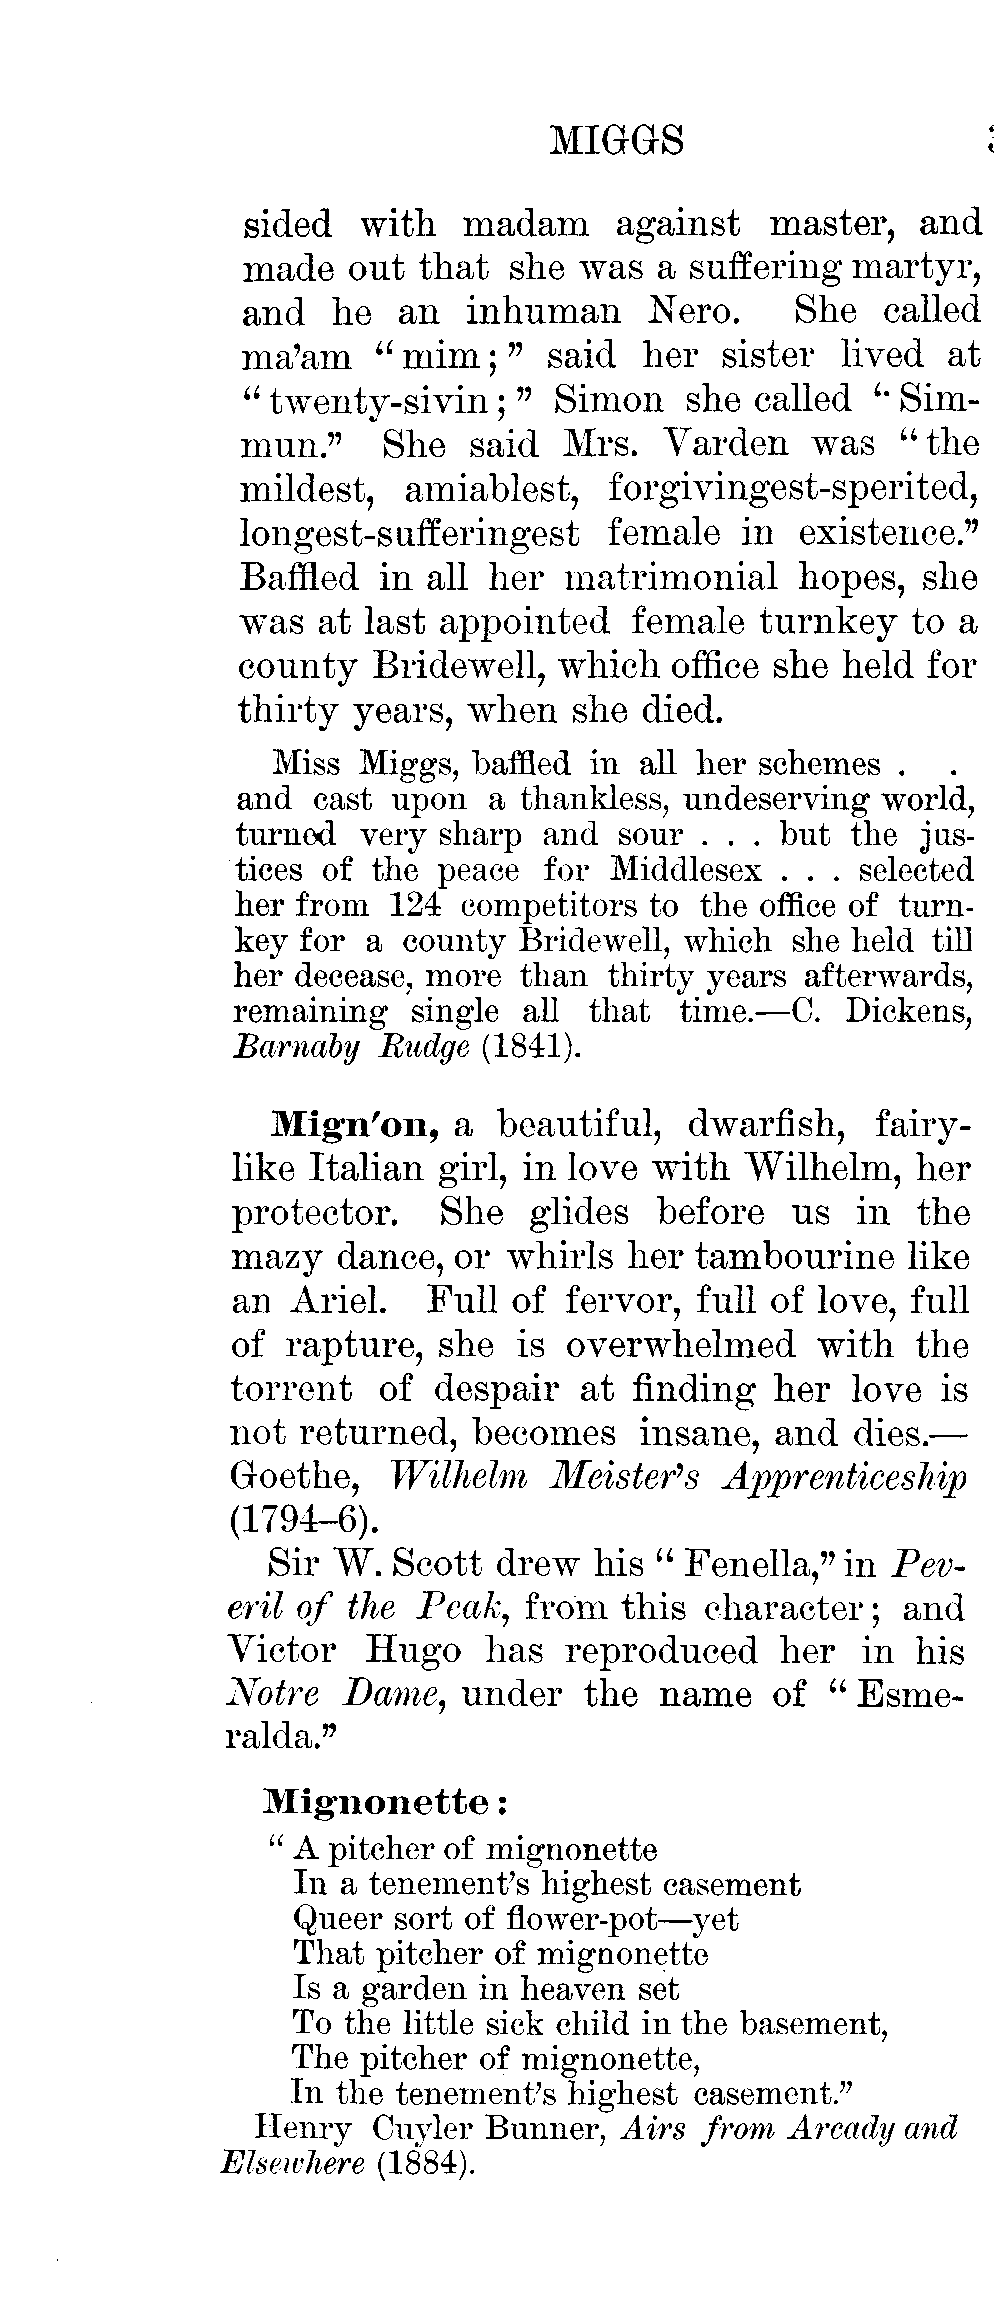 MIGGS
sided with madam against master, and
made out that she was a suffering martyr,
and he an inhuman Nero. She called
ma'am "mim;" said her sister lived at
"twenty-sivin;" Simon she called "Sim-
mun." She said Mrs. Varden was "the
mildest, amiablest, forgivingest-sperited,
longest-sufferingest female in existence."
Baffled in all her matrimonial hopes, she
was at last appointed female turnkey to a
county Bridewell, which office she held for
thirty years, when she died.
Miss Miggs, baffled in all her schemes . .
and cast upon a thankless, undeserving world,
turned very sharp and sour . . . but the jus-
tices of the peace for Middlesex . . . selected
her from 124 competitors to the office of turn-
key for a county Bridewell, which she held till
her decease, more than thirty years afterwards,
remaining single all that time.—C. Dickens,
Barnaby Rudge (1841).
Mign'on, a beautiful, dwarfish, fairy-
like Italian girl, in love with Wilhelm, her
protector. She glides before us in the
mazy dance, or whirls her tambourine like
an Ariel. Full of fervor, full of love, full
of rapture, she is overwhelmed with the
torrent of despair at finding her love is
not returned, becomes insane, and dies.—
Goethe, Wilhelm Meister's Apprenticeship
(1794–6).
Sir W. Scott drew his "Fenella," in Pev-
eril of the Peak, from this character; and
Victor Hugo has reproduced her in his
Notre Dame, under the name of "Esme-
ralda."
Mignonette:
"A pitcher of mignonette
In a tenement's highest casement
Queer sort of flower-pot—yet
That pitcher of mignonette
Is a garden in heaven set
To the little sick child in the basement,
The pitcher of mignonette,
In the tenement's highest casement."
Henry Cuyler Bunner, Airs from Arcady and
Elsewhere (1884).